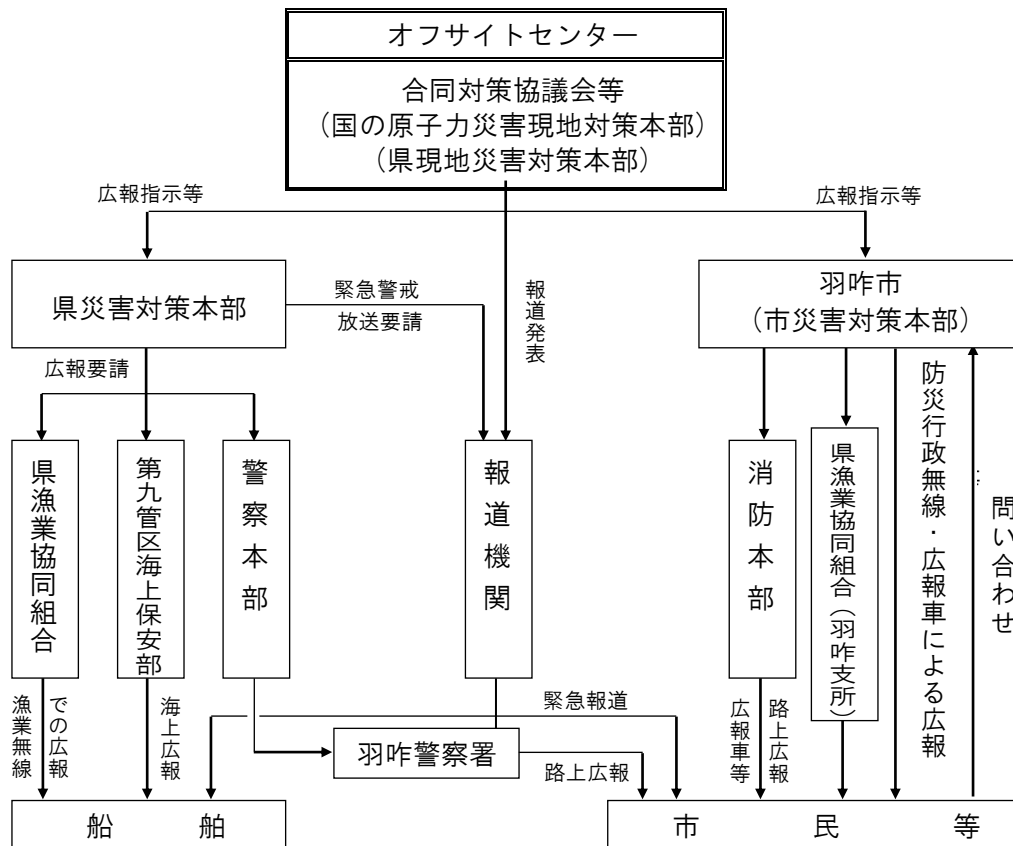 オフサイトセンター
合同対策協議会等
（国の原子力災害現地対策本部）
（県現地災害対策本部）
広報指示等
広報指示等
県災害対策本部
緊急警戒
放送要請
報道発表
羽咋市
（市災害対策本部）
広報要請
県漁業協同組合
第九管区海上保安部
警察本部
報道機関
消防本部
県漁業協同組合（羽咋支所）
防災行政無線・広報車による広報
問い合わせ
漁業無線
での広報
海上広報
緊急報道
羽咋警察署
路上広報
広報車等
路上広報
船舶
市民等